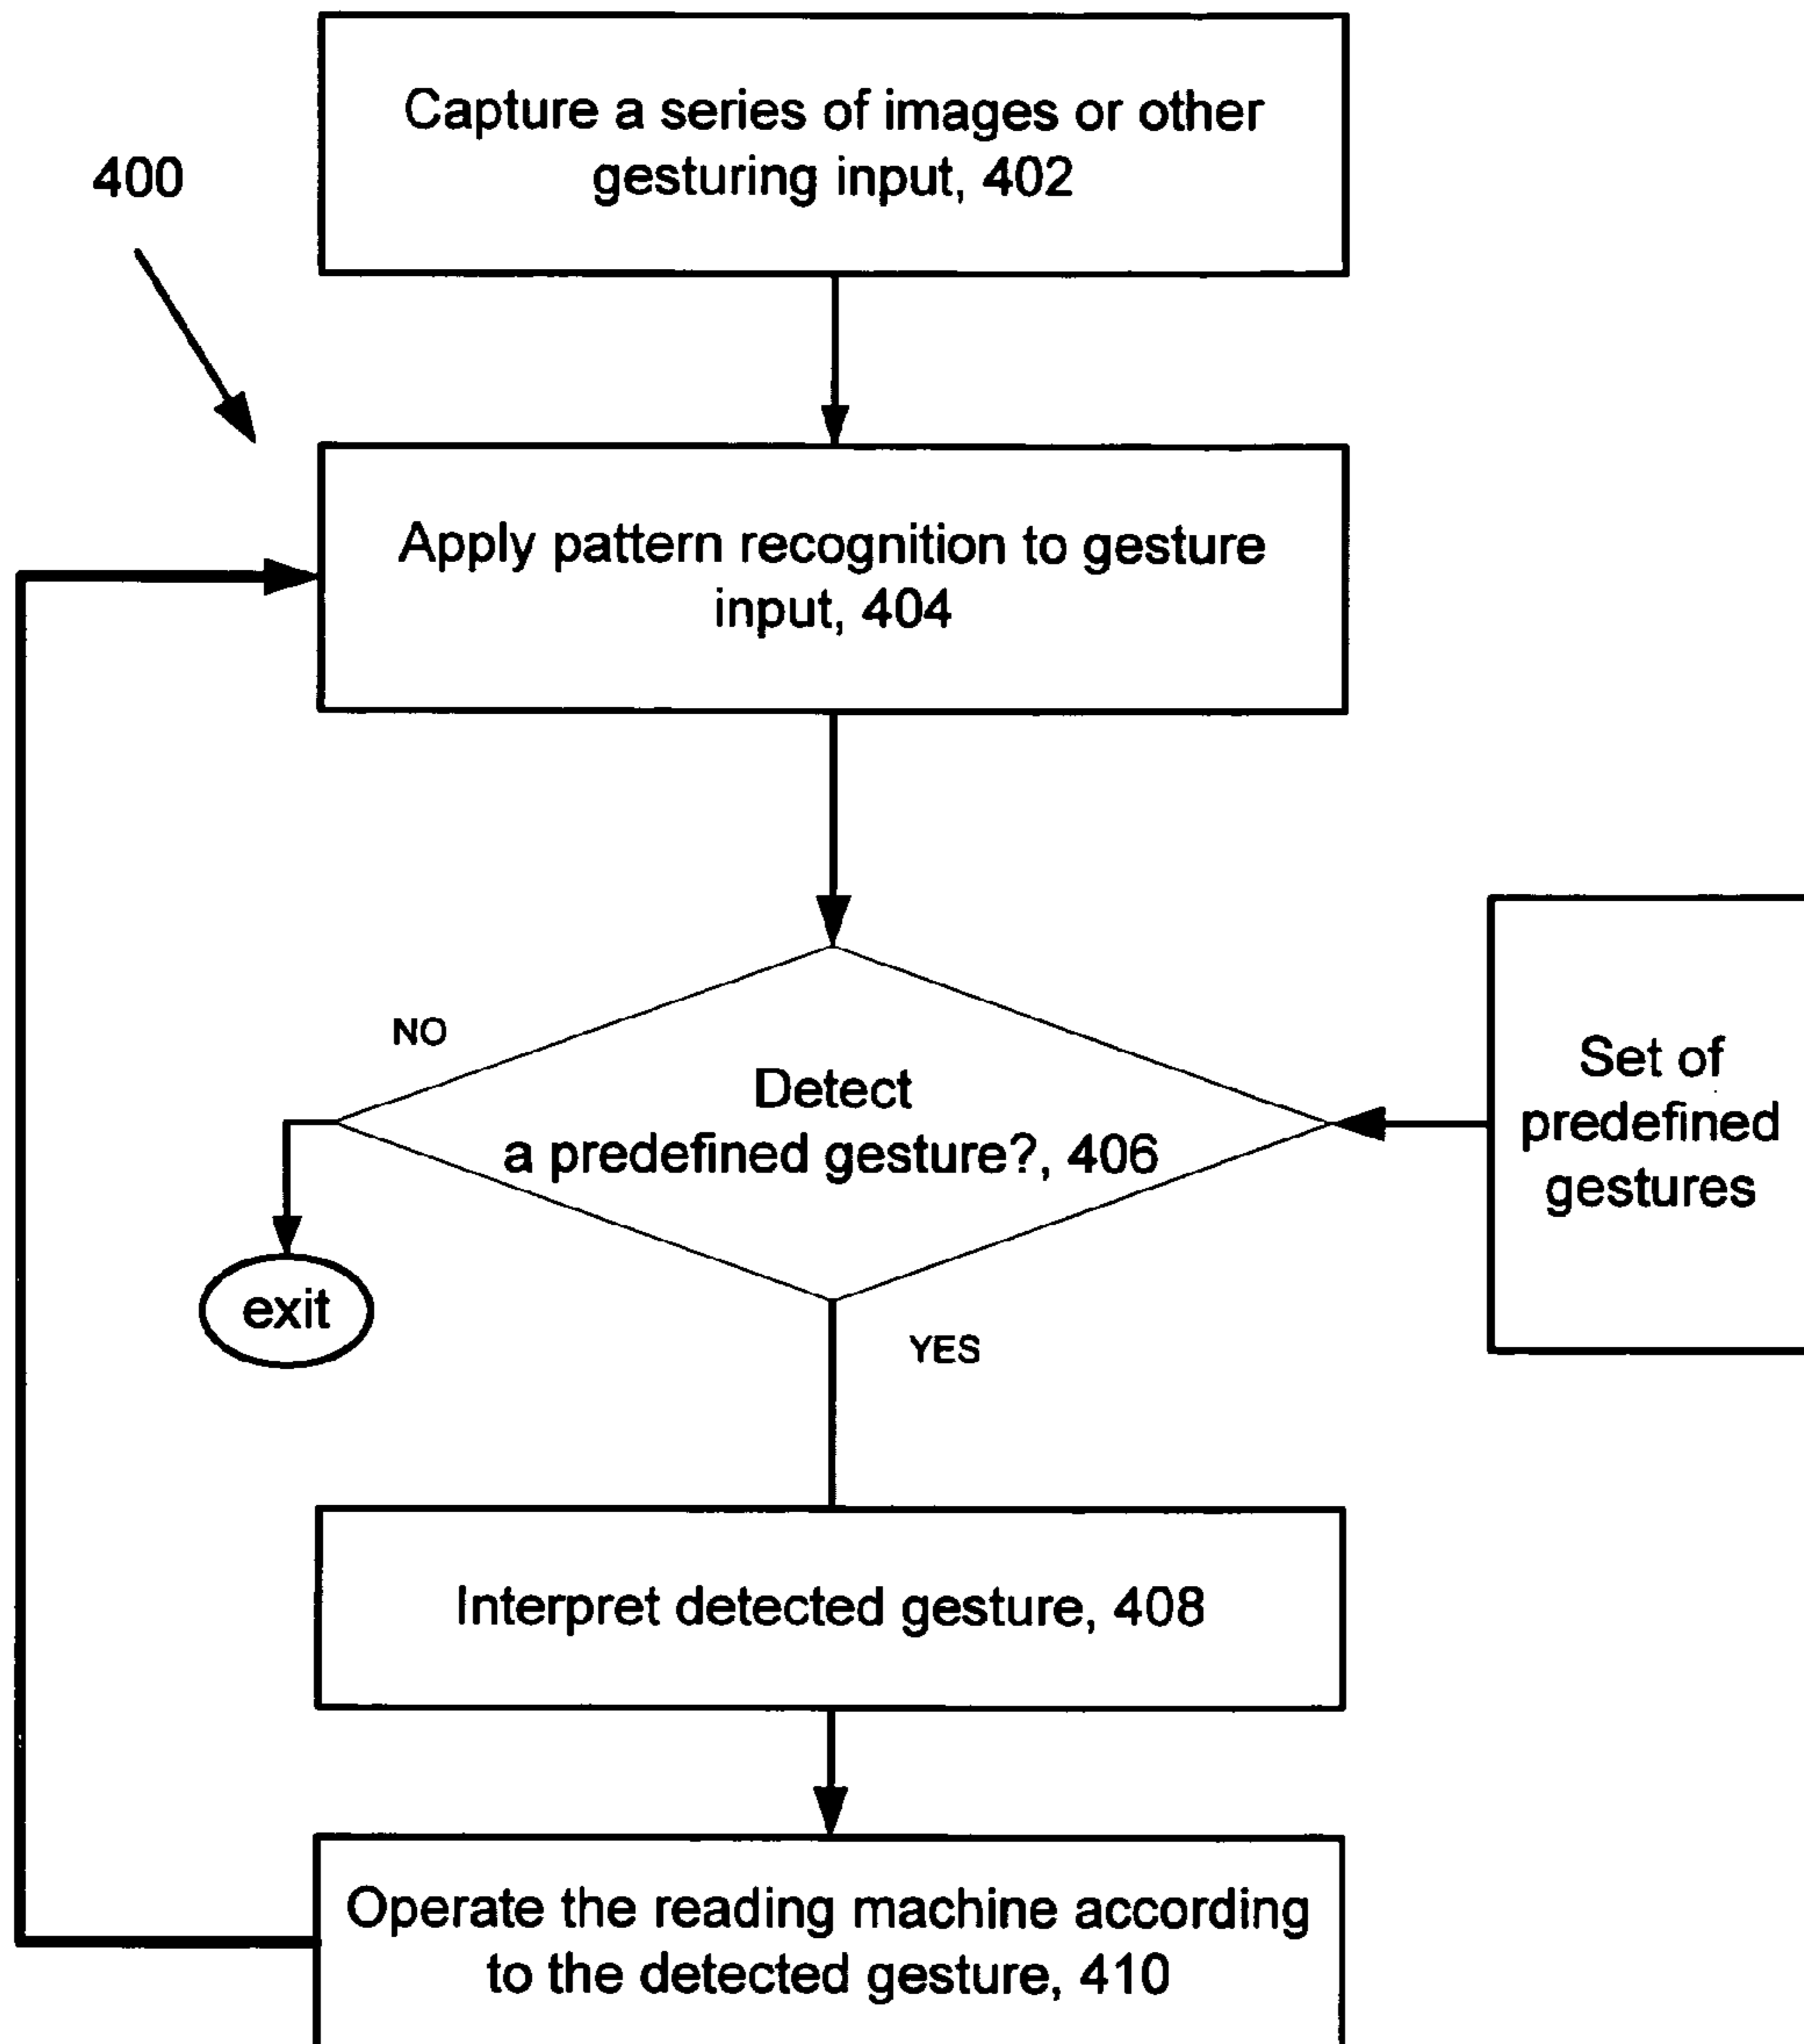 Capture a series of images or other
gesturing input, 402
400
Apply pattern recognition to gesture
input, 404
NO
Detect
a predefined gesture?, 406
Set of
predefined
gestures
exit
YES
Interpret detected gesture, 408
Operate the reading machine according
to the detected gesture, 410